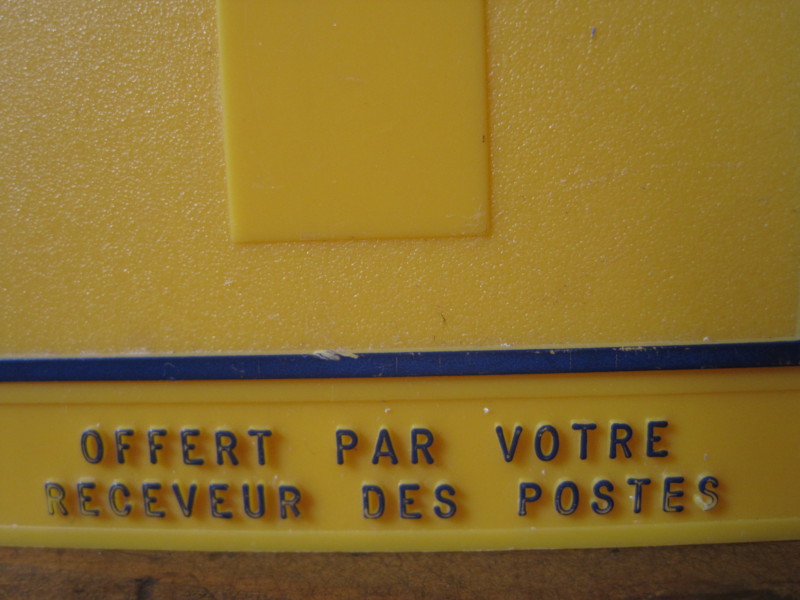 OFFERT PAR VOTRE
RECEVEUR DES POSTES